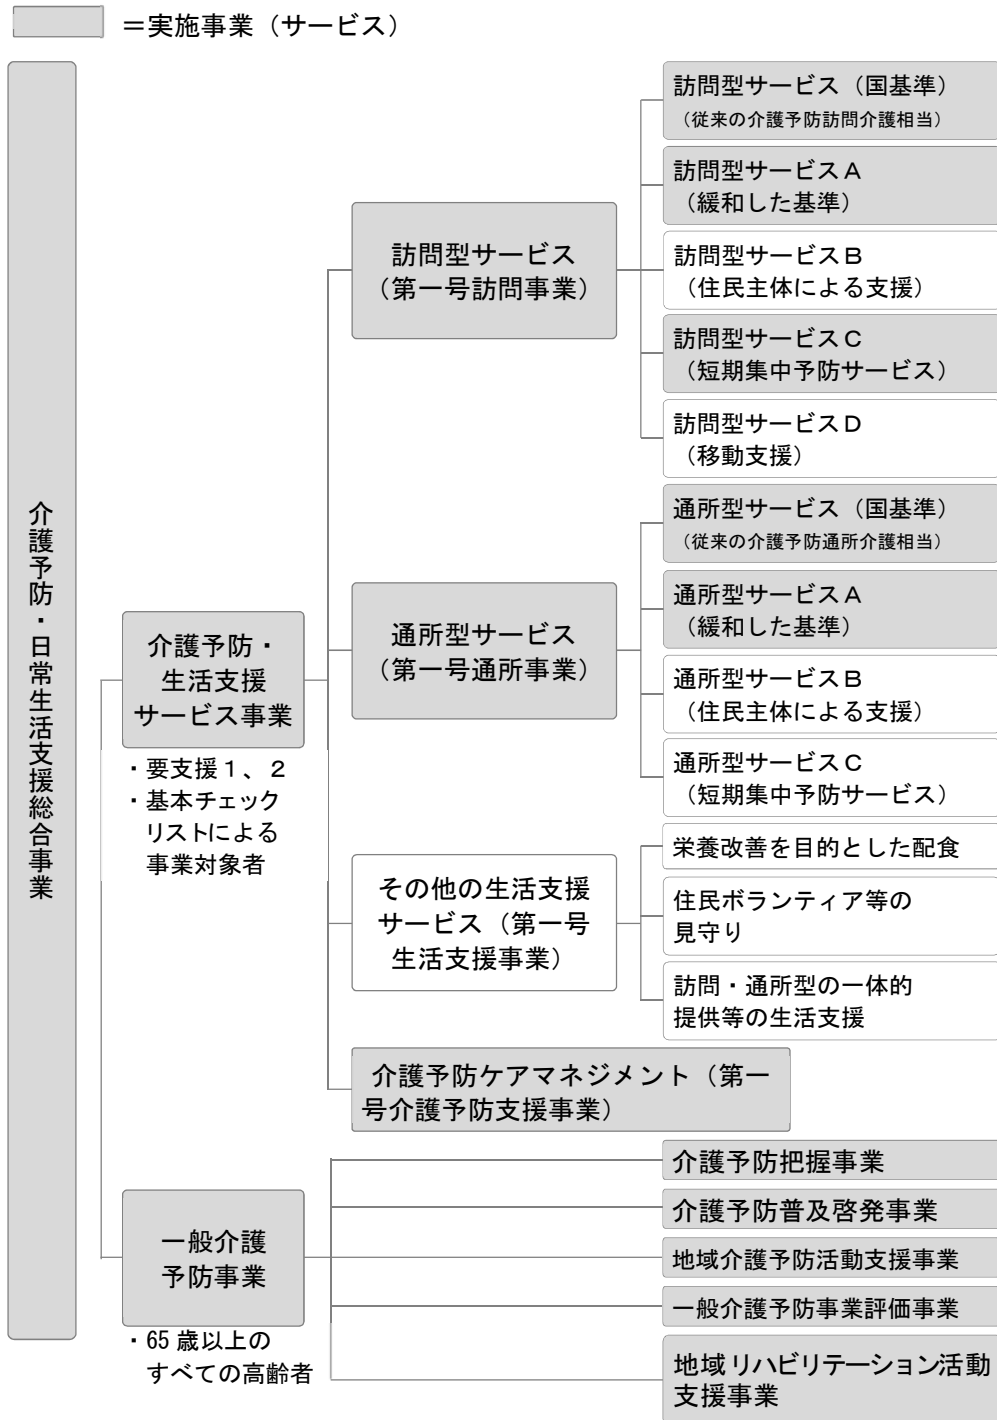 ＝実施事業（サービス）
介護予防・日常生活支援総合事業
介護予防・
生活支援
サービス事業
・要支援１、２
・基本チェック
リストによる
事業対象者
訪問型サービス
（第一号訪問事業）
訪問型サービス（国基準）
（従来の介護予防訪問介護相当）
訪問型サービスＡ
（緩和した基準）
訪問型サービスＢ
（住民主体による支援）
訪問型サービスＣ
（短期集中予防サービス）
訪問型サービスＤ
（移動支援）
通所型サービス
（第一号通所事業）
通所型サービス（国基準）
（従来の介護予防通所介護相当）
通所型サービスＡ
（緩和した基準）
通所型サービスＢ
（住民主体による支援）
通所型サービスＣ
（短期集中予防サービス）
その他の生活支援
サービス（第一号
生活支援事業）
栄養改善を目的とした配食
住民ボランティア等の
見守り
訪問・通所型の一体的
提供等の生活支援
介護予防ケアマネジメント（第一
号介護予防支援事業）
一般介護
予防事業
・65歳以上の
すべての高齢者
介護予防把握事業
介護予防普及啓発事業
地域介護予防活動支援事業
一般介護予防事業評価事業
地域リハビリテーション活動
支援事業